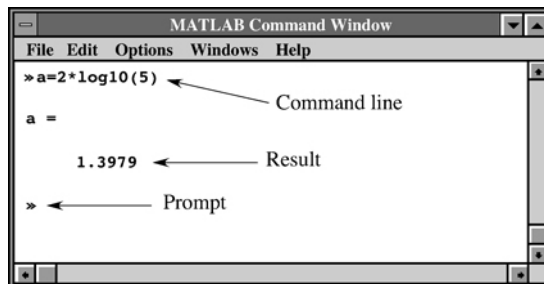 MATLAB Command Window
File Edit Options Windows Help
»a=2*log10(5)
Command line
a =
1.3979 Result
» Prompt